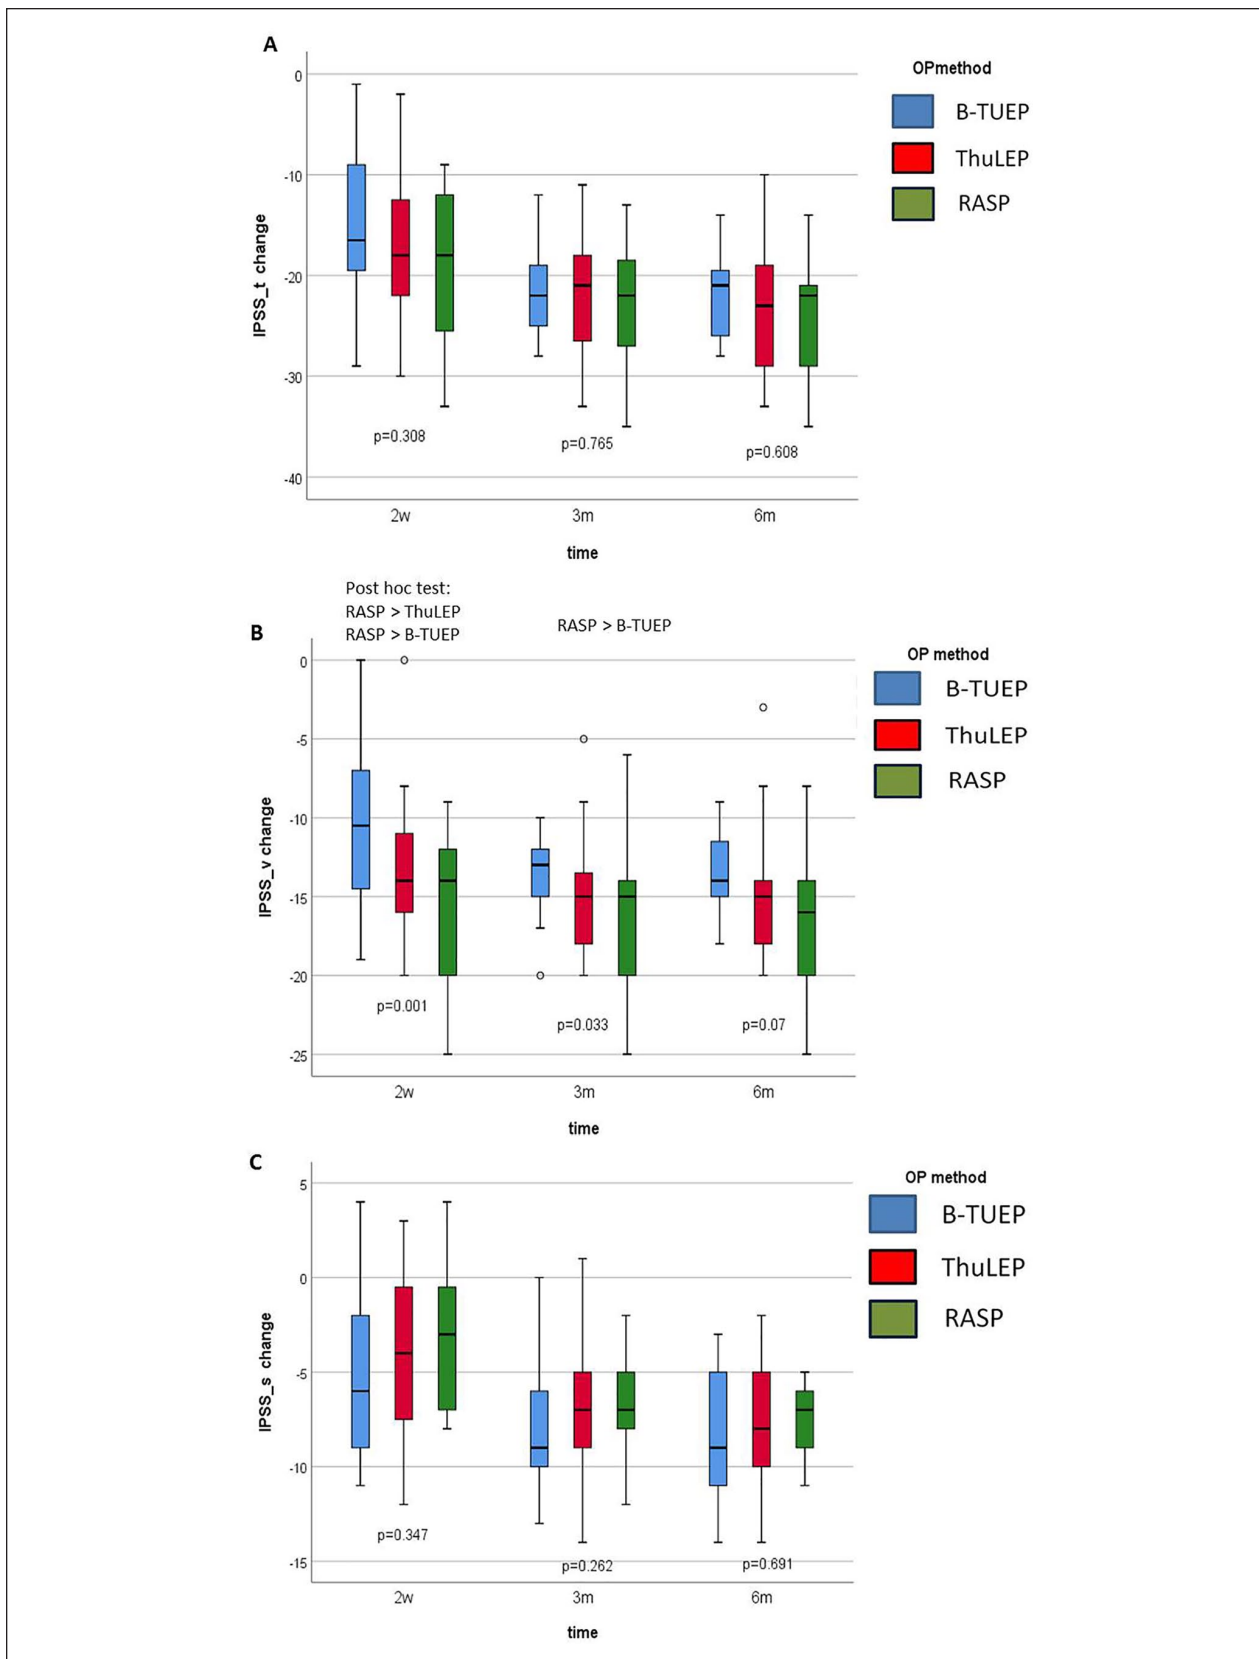 A
OPmethod
B-TUEP
ThuLEP
RASP
IPSS_t change
0
-10
-20
-30
-40
p=0.308
p=0.765
p=0.608
2w
3m
6m
time
Post hoc test:
RASP > ThuLEP
RASP > B-TUEP
RASP > B-TUEP
B
OP method
B-TUEP
ThuLEP
RASP
IPSS_v change
0
-5
-10
-15
-20
-25
p=0.001
p=0.033
p=0.07
2w
3m
6m
time
C
OP method
B-TUEP
ThuLEP
RASP
IPSS_s change
5
0
-5
-10
-15
p=0.347
p=0.262
p=0.691
2w
3m
6m
time